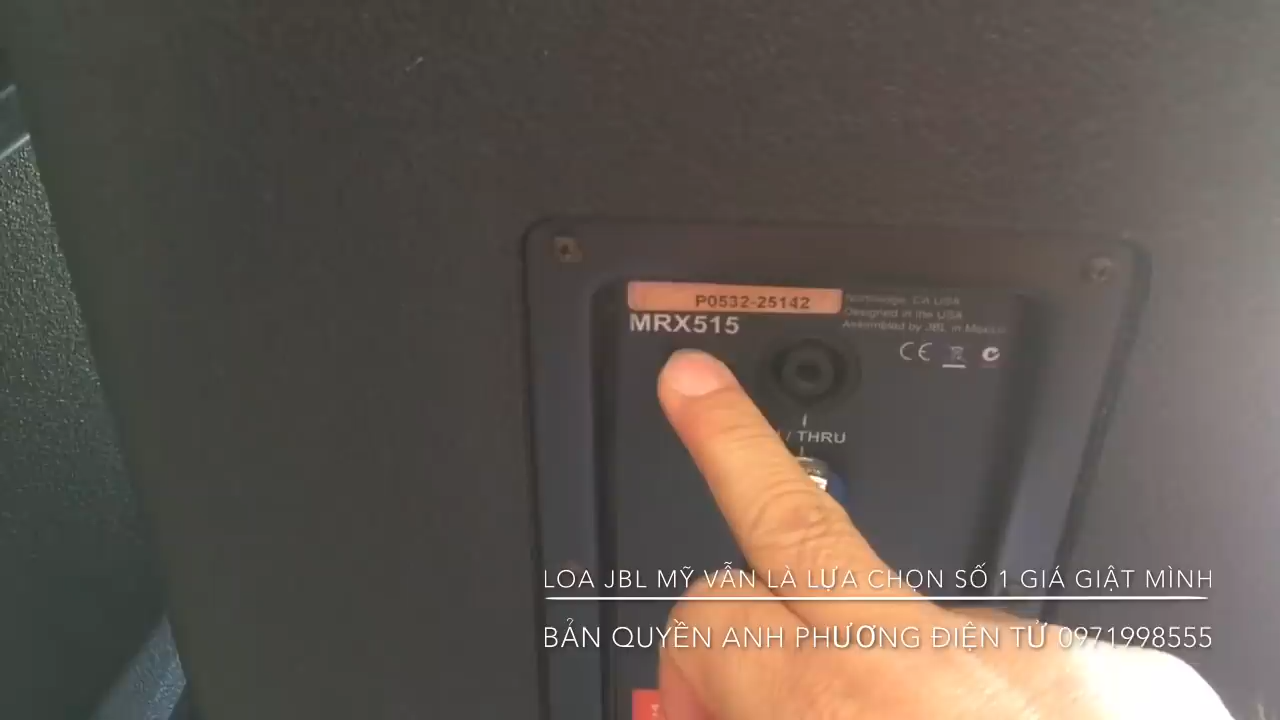 P0532-25142
MRX515
Northridge, CA USA
Designed in the USA
Assembled by JBL in Mexico
CE
/ THRU
LOA JBL MỸ VẪN LÀ LỰA CHỌN SỐ 1 GIÁ GIẬT MÌNH
BẢN QUYỀN ANH PHƯƠNG ĐIỆN TỬ 0971998555